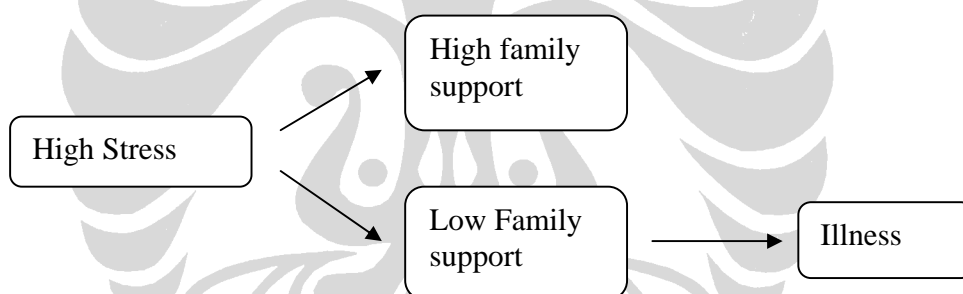 High family
support
High Stress
Low Family
support
Illness